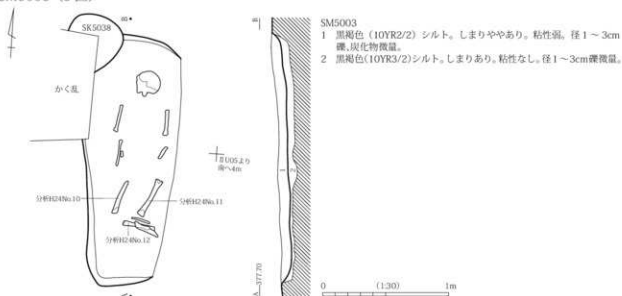 SK5038
かく乱
II O05より
南へ4m
分析H24No.10
分析H24No.11
分析H24No.12
1
2
377.70
SM5003
1 黒褐色(10YR2/2)シルト。しまりややあり。粘性弱。径1～3cm
礫、炭化物微量。
2 黒褐色(10YR3/2)シルト。しまりあり。粘性なし。径1～3cm礫微量。
0 (1:30) 1m